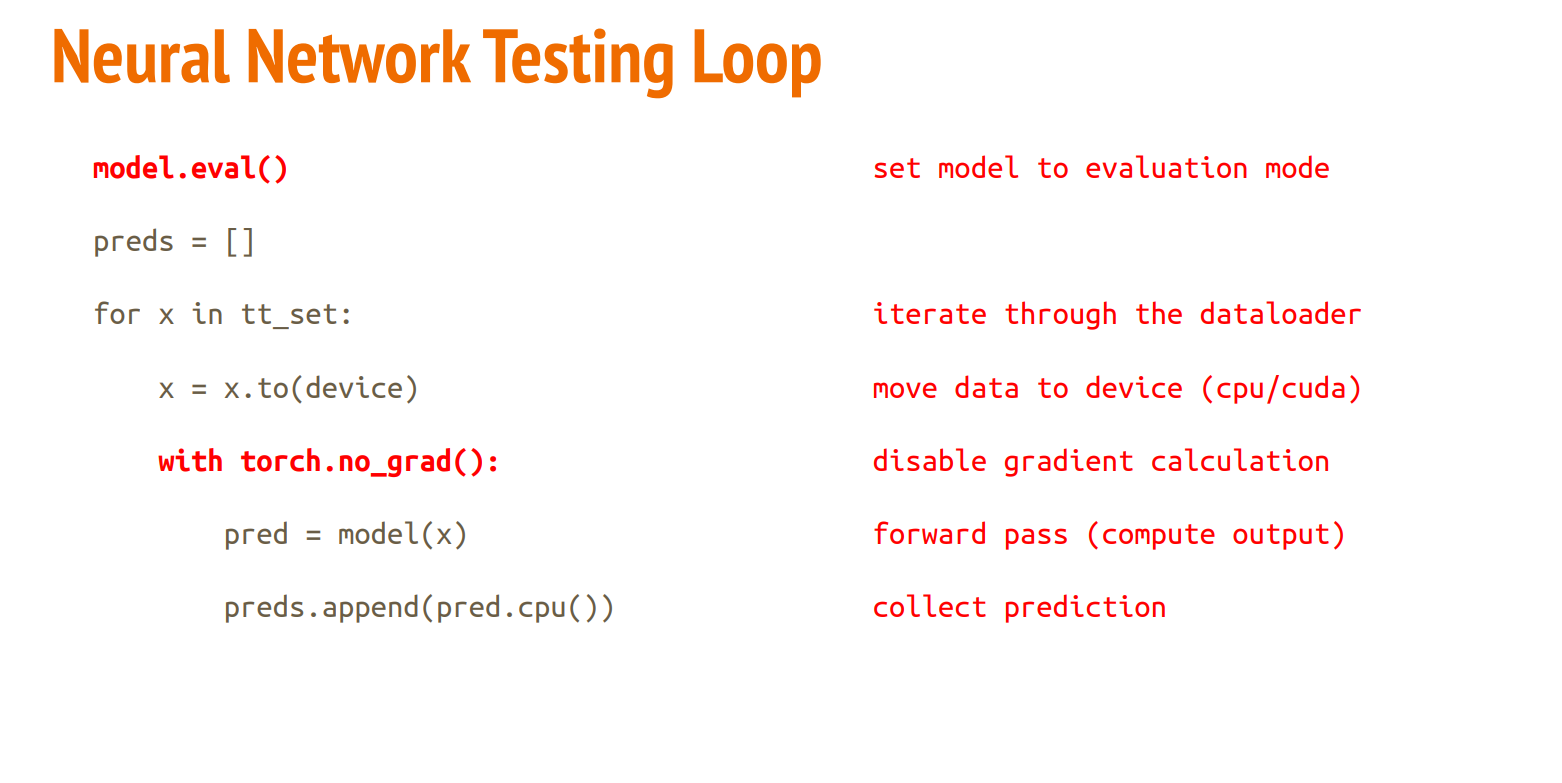 Neural Network Testing Loop
model.eval() set model to evaluation mode
preds = []
for x in tt_set: iterate through the dataloader
x = x.to(device) move data to device (cpu/cuda)
with torch.no_grad(): disable gradient calculation
pred = model(x) forward pass (compute output)
preds.append(pred.cpu()) collect prediction